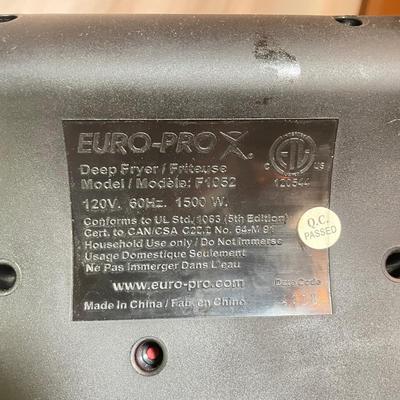 EURO-PRO X
Deep Fryer / Friteuse
Model / Modèle: F1052
120V. 60Hz. 1500 W.
Conforms to UL Std. 1083 (5th Edition)
Cert. to CAN/CSA C22.2 No. 64-M 91
Household Use only / Do Not immerse
Usage Domestique Seulement
Ne Pas immerger Dans L'eau
www.euro-pro.com
Made in China / Fait en Chine
C ETL US
120544
Q.C.
PASSED
Date Code